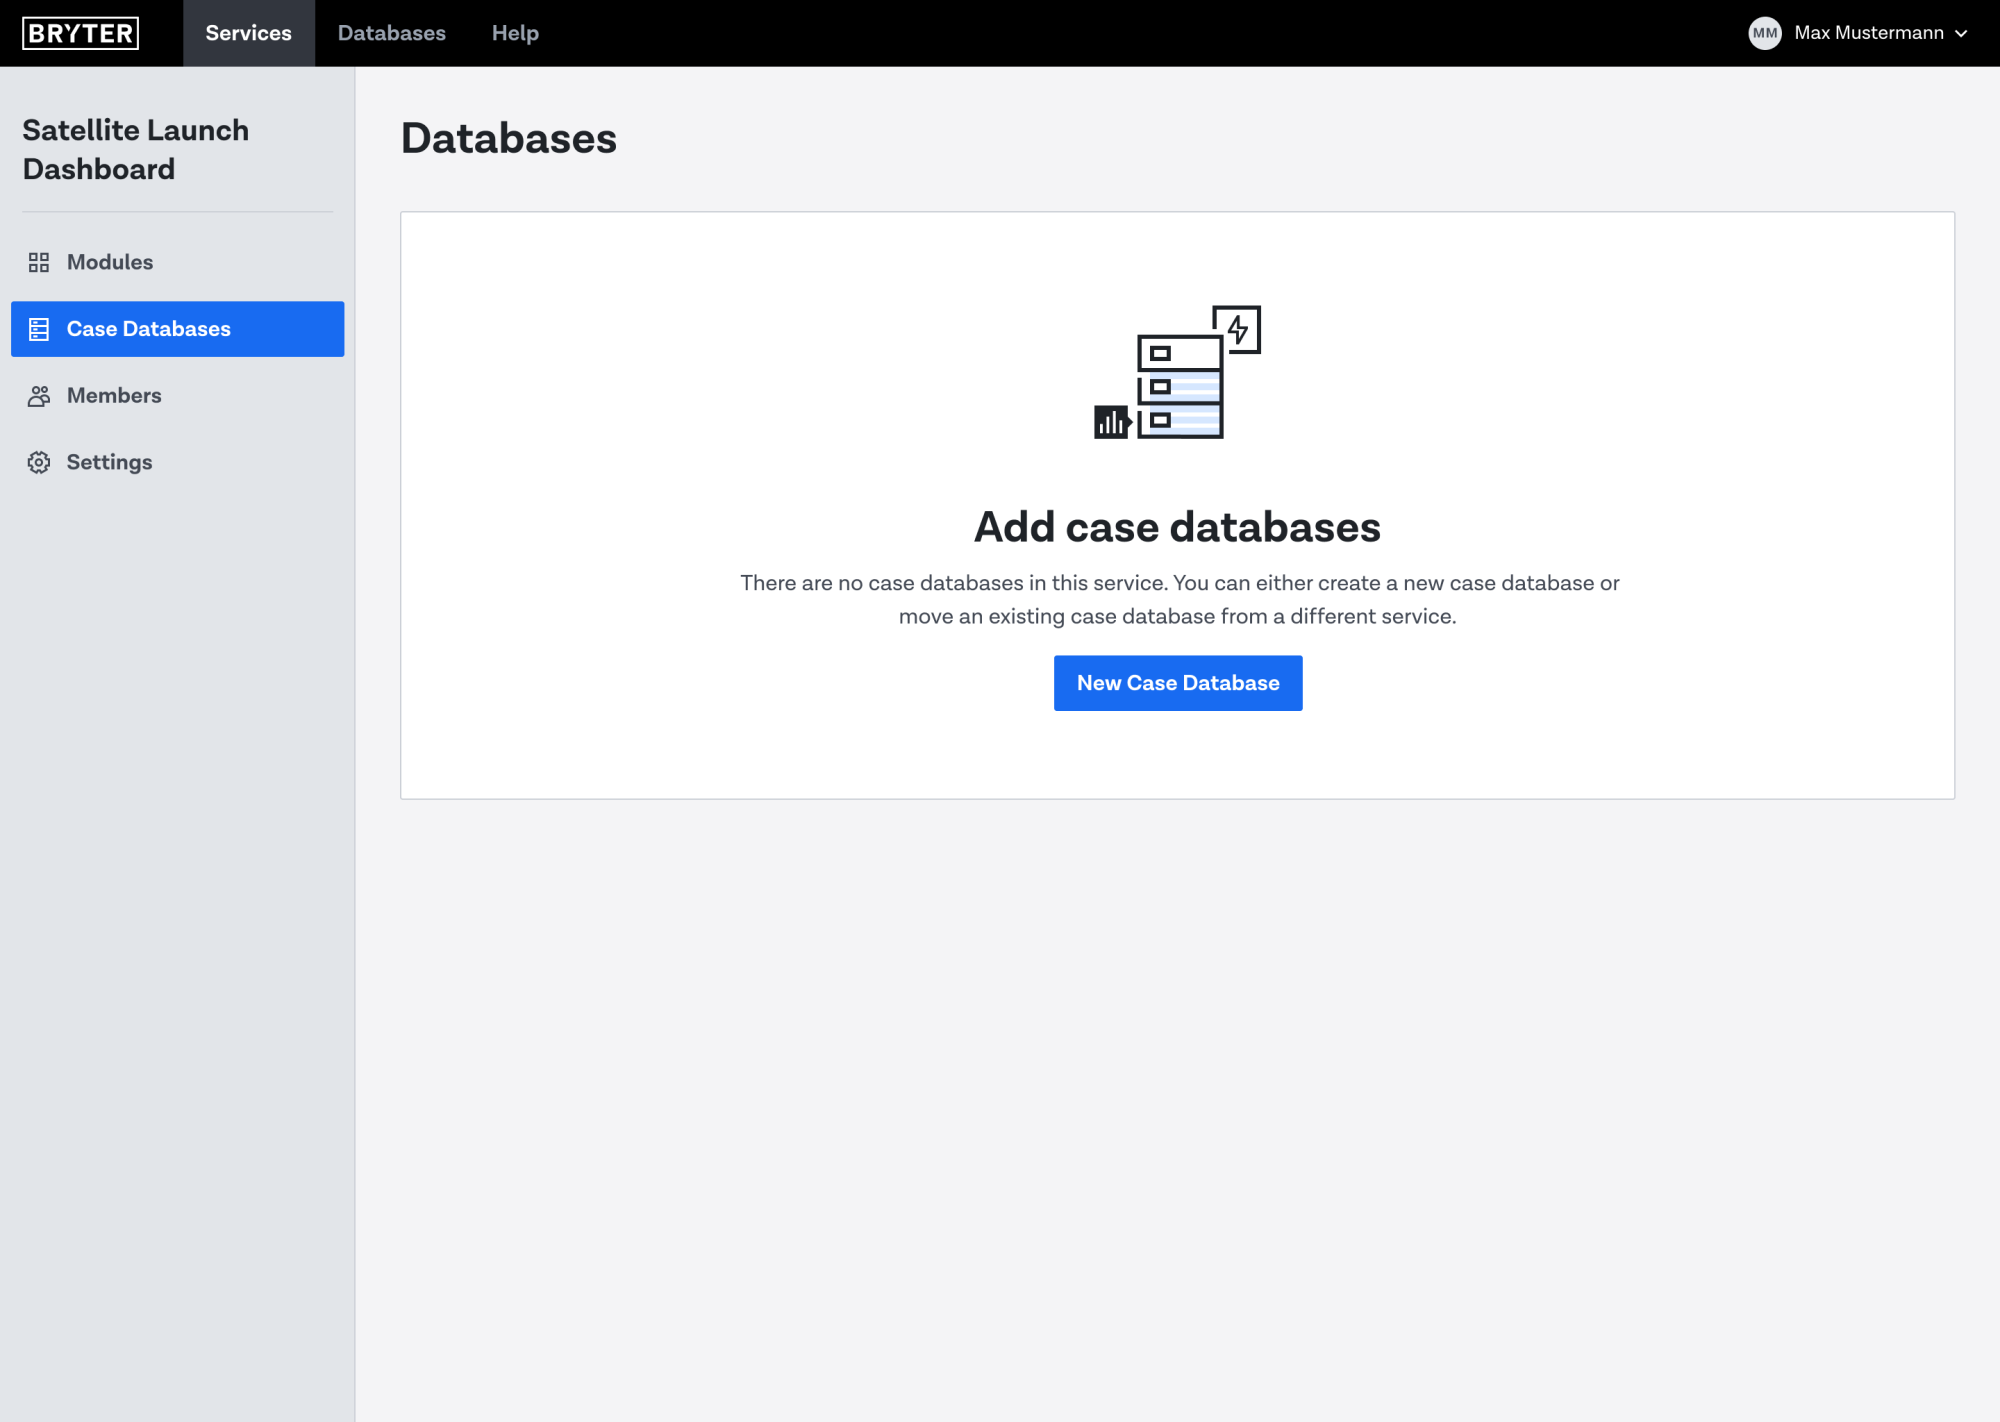 BRYTER
Services
Databases
Help
MM
Max Mustermann
Satellite Launch
Dashboard
Modules
Case Databases
Members
Settings
Databases
Add case databases
There are no case databases in this service. You can either create a new case database or
move an existing case database from a different service.
New Case Database